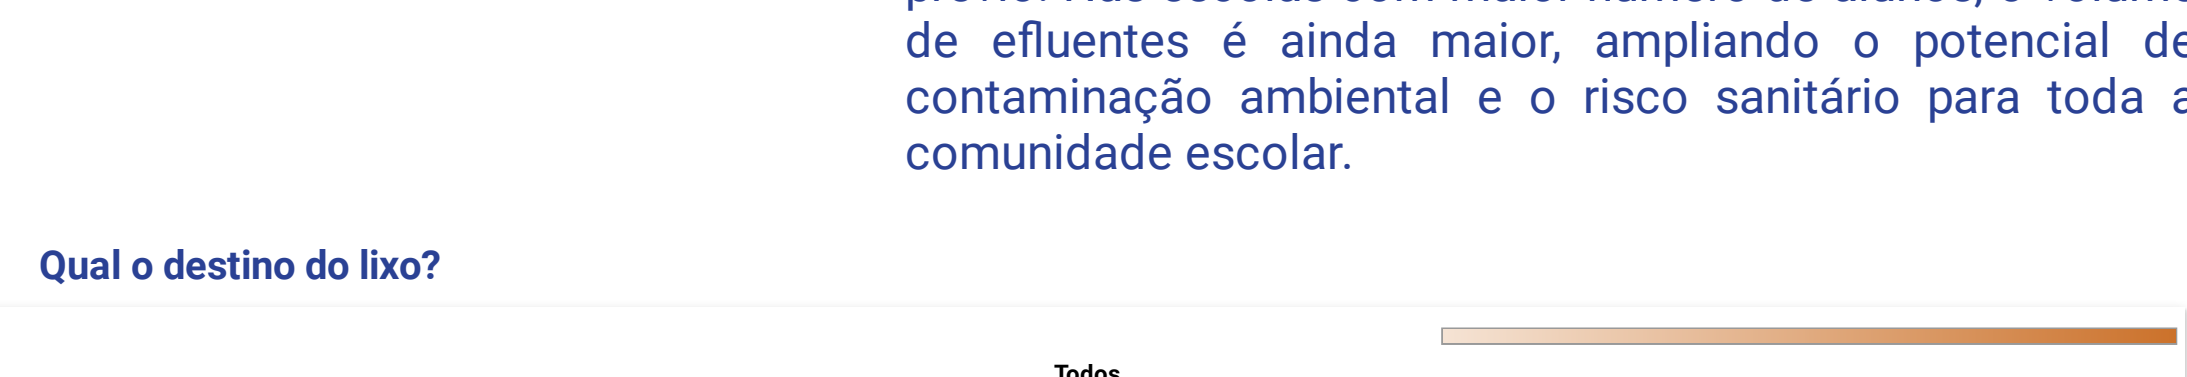 de efluentes é ainda maior, ampliando o potencial de
contaminação ambiental e o risco sanitário para toda a
comunidade escolar.
Qual o destino do lixo?
Todos